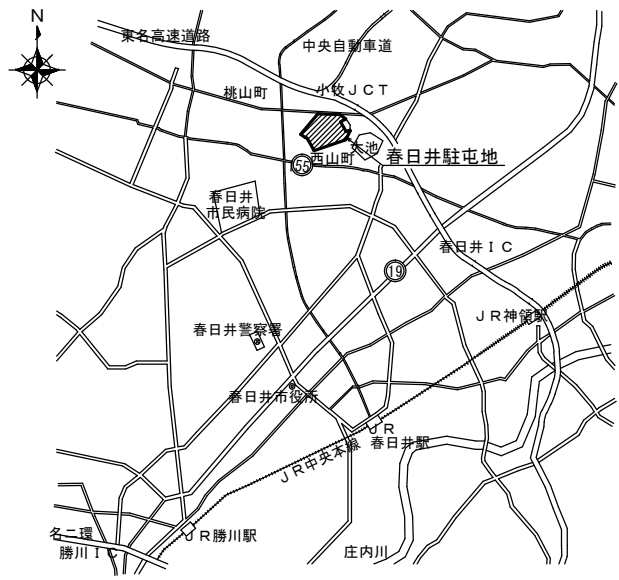 N
東名高速道路
中央自動車道
桃山町
小牧ＪＣＴ
大池
西山町
春日井駐屯地
55
春日井
市民病院
春日井ＩＣ
19
ＪＲ神領駅
春日井警察署
春日井市役所
ＪＲ
春日井駅
ＪＲ中央本線
名二環
勝川ＩＣ
ＪＲ勝川駅
庄内川